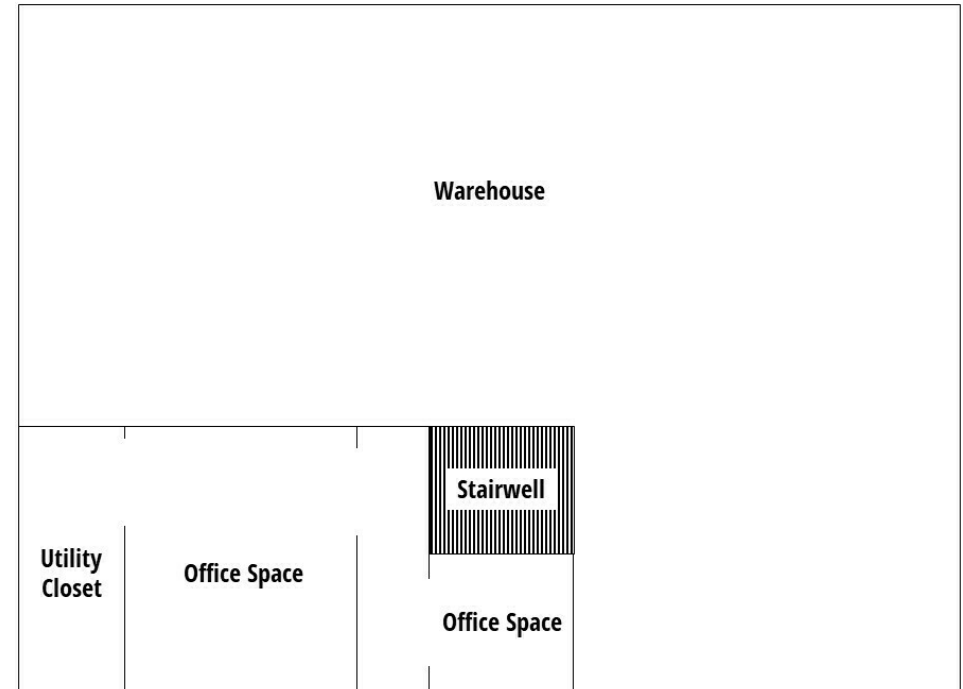 Warehouse
Stairwell
Utility
Closet
Office Space
Office Space